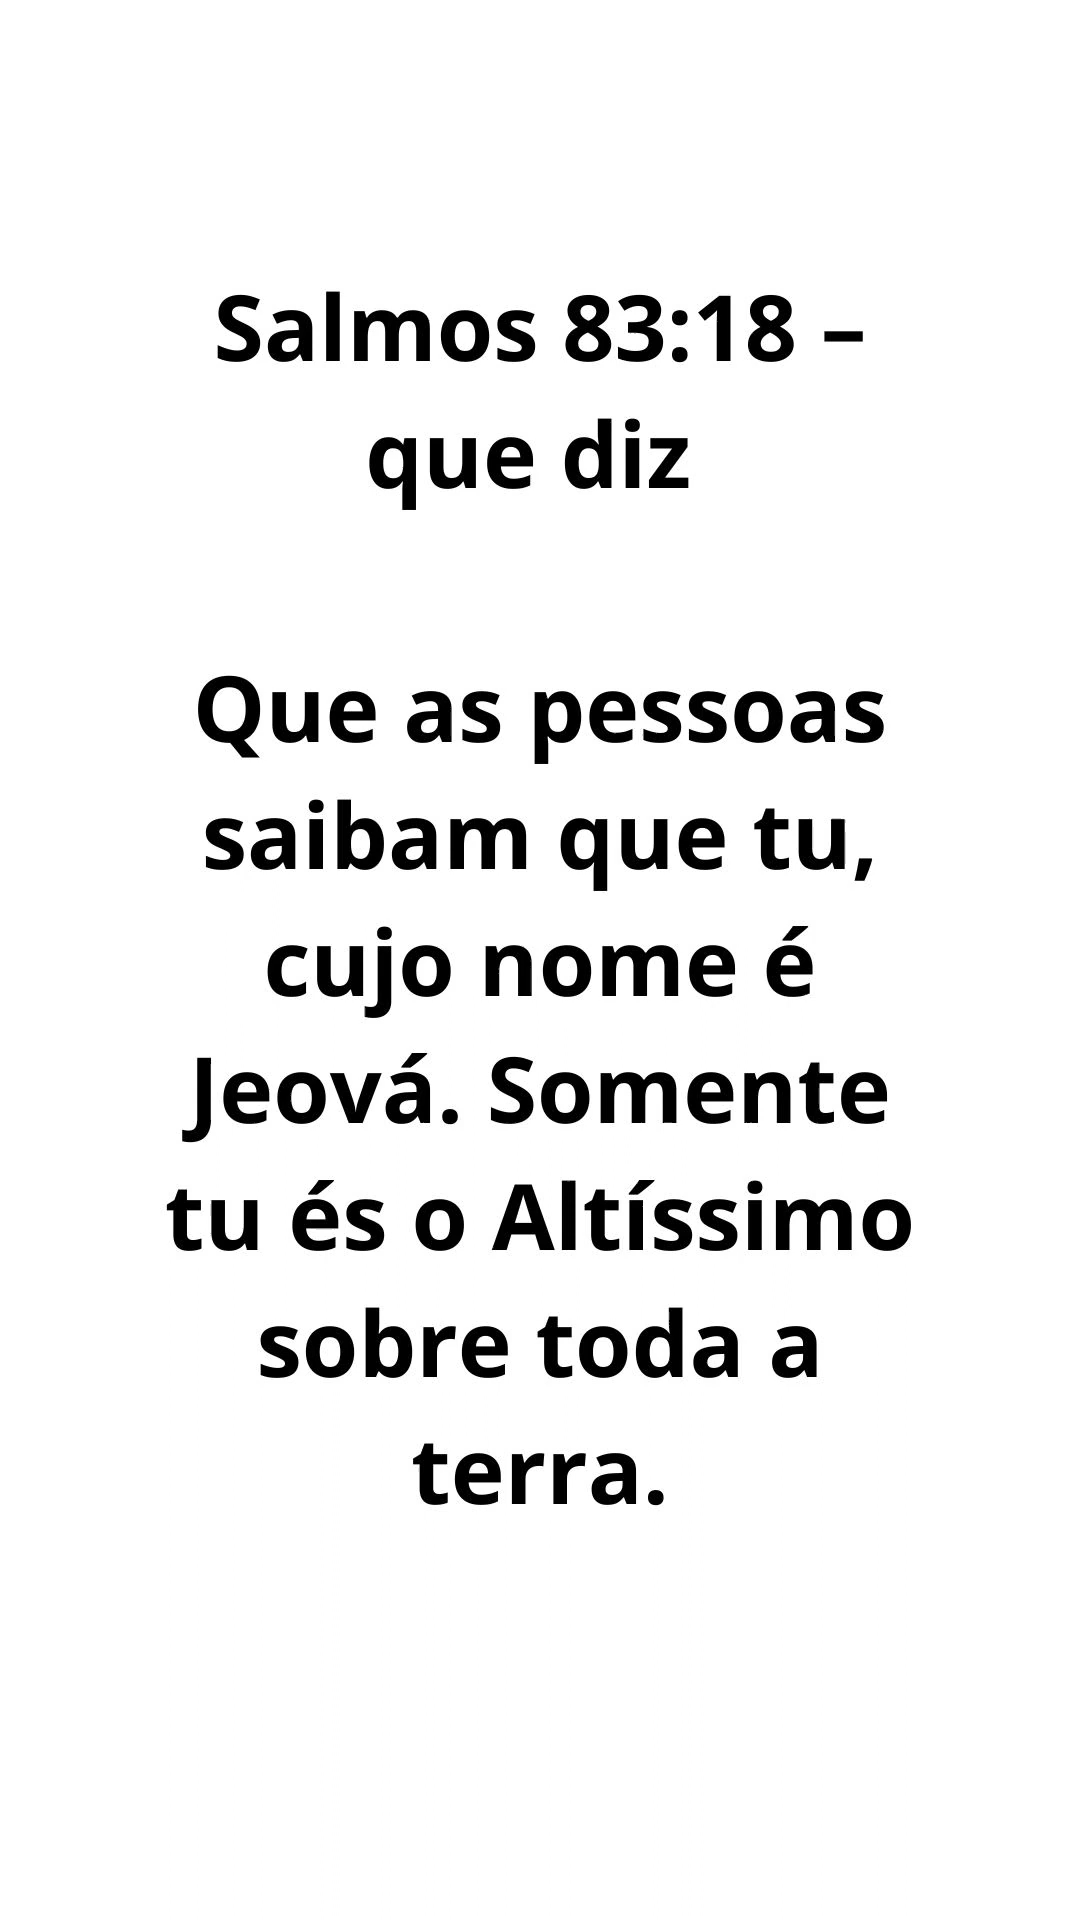 Salmos 83:18 –
que diz
Que as pessoas
saibam que tu,
cujo nome é
Jeová. Somente
tu és o Altíssimo
sobre toda a
terra.